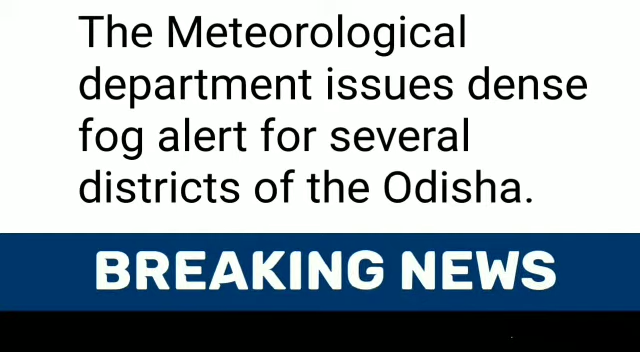 The Meteorological
department issues dense
fog alert for several
districts of the Odisha.
BREAKING NEWS